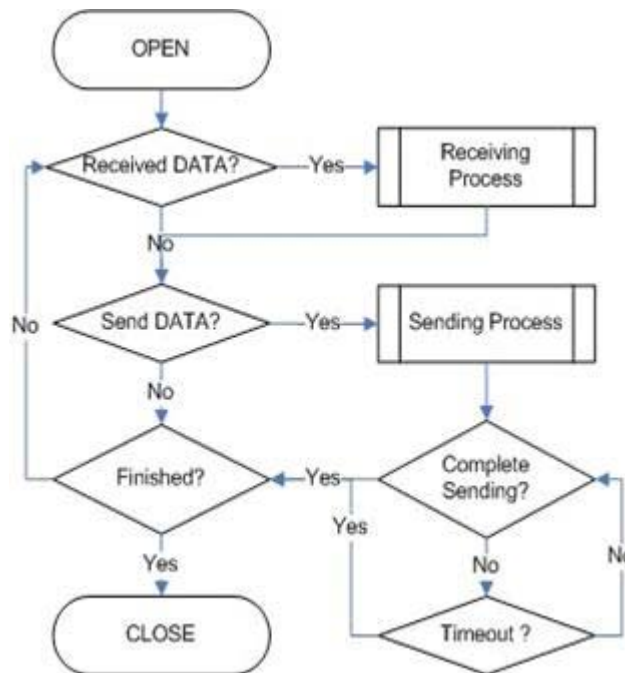 OPEN
Received DATA?
Yes
Receiving
Process
No
Send DATA?
Yes
Sending Process
No
No
Finished?
Yes
Complete
Sending?
Yes
No
No
Yes
Timeout ?
CLOSE